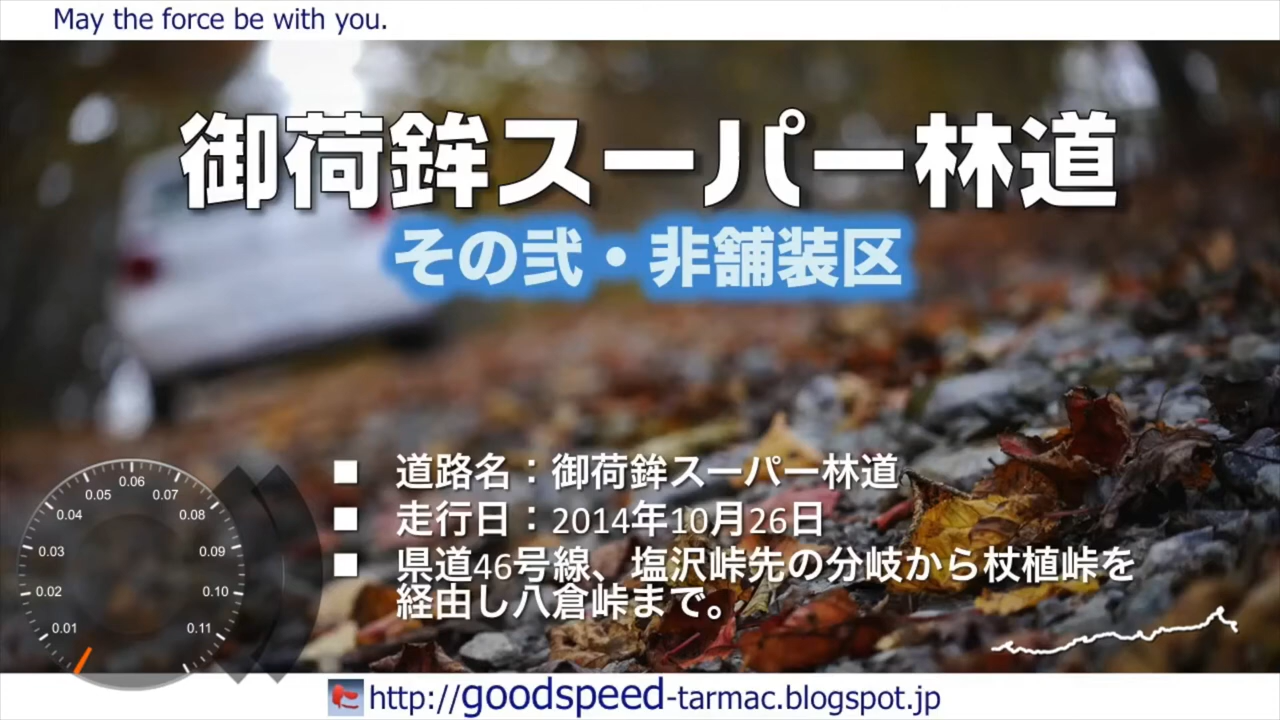 May the force be with you.
御荷鉾スーパー林道
その弐・非舗装区
0.06
0.05
0.07
0.04
0.08
0.03
0.09
0.02
0.10
0.01
0.11
道路名：御荷鉾スーパー林道
走行日：2014年10月26日
県道46号線、塩沢峠先の分岐から杖植峠を
経由し八倉峠まで。
http://goodspeed-tarmac.blogspot.jp